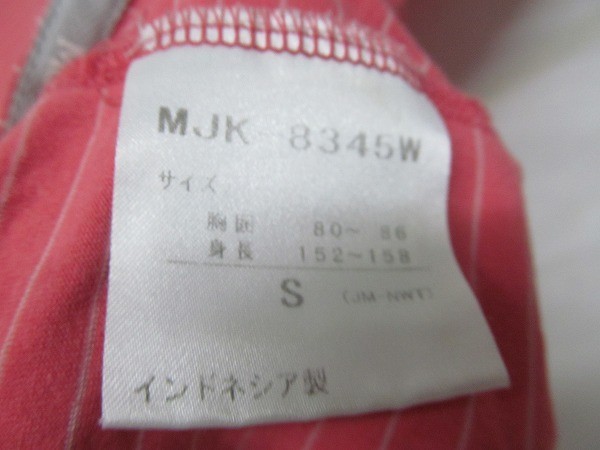 MJK-8345W
サイズ
胸囲 80～ 86
身長 152～158
S (JM-NWT)
インドネシア製